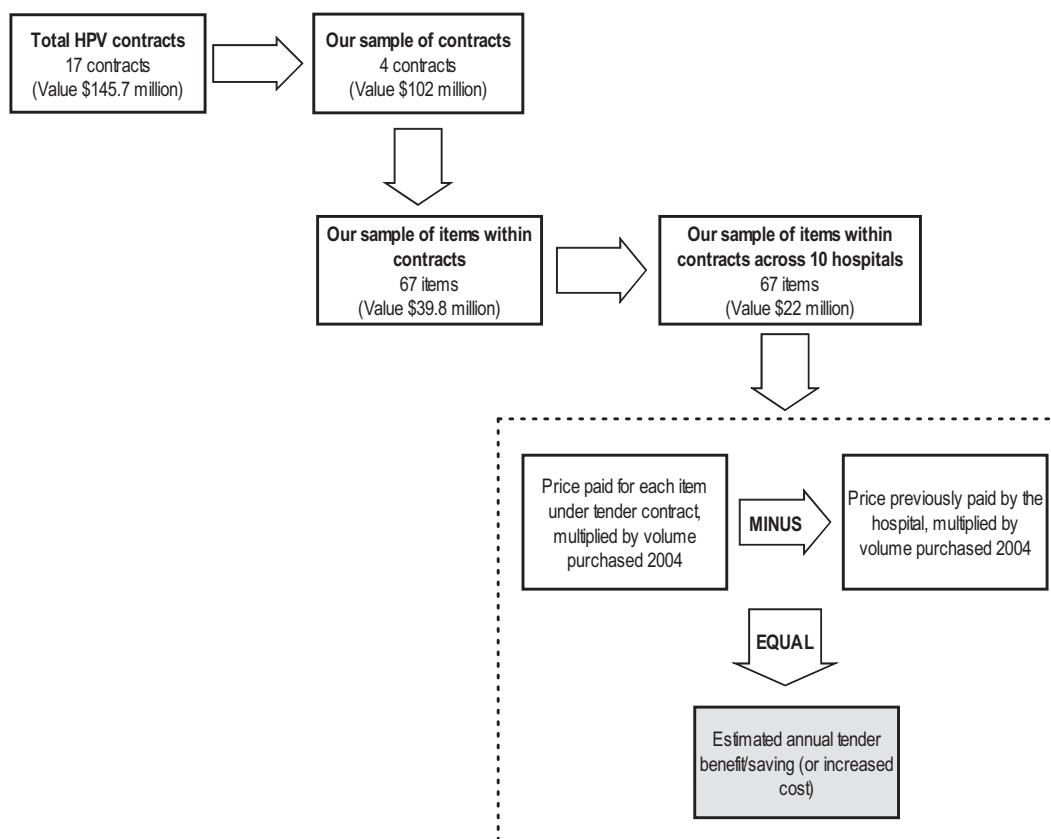 Total HPV contracts
17 contracts
(Value $145.7 million)
Our sample of contracts
4 contracts
(Value $102 million)
Our sample of items within
contracts
67 items
(Value $39.8 million)
Our sample of items within
contracts across 10 hospitals
67 items
(Value $22 million)
Price paid for each item
under tender contract,
multiplied by volume
purchased 2004
MINUS
Price previously paid by the
hospital, multiplied by
volume purchased 2004
EQUAL
Estimated annual tender
benefit/saving (or increased
cost)